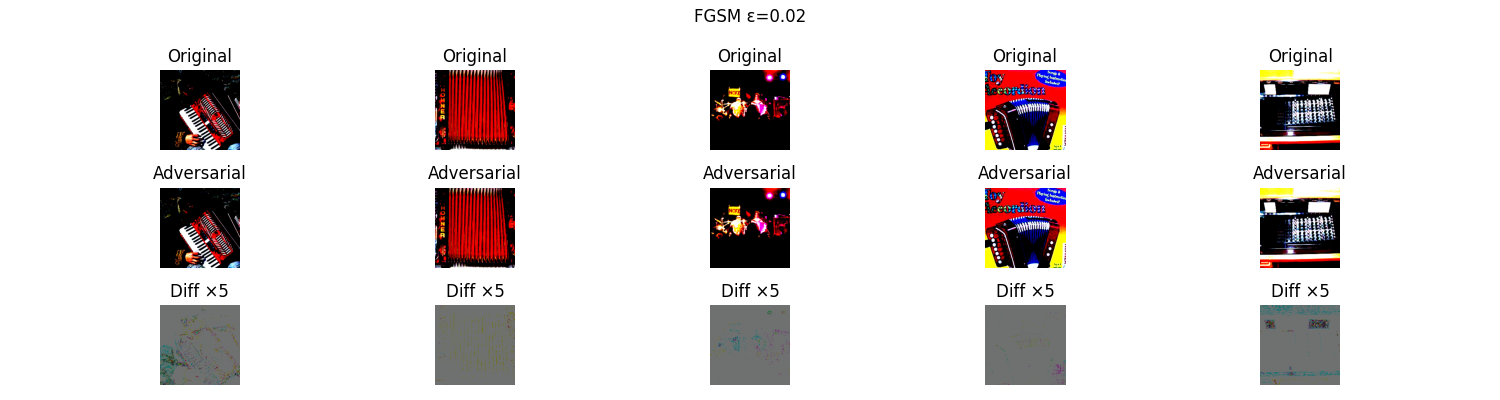 FGSM ε=0.02
Original Original Original Original Original
Adversarial Adversarial Adversarial Adversarial Adversarial
Diff ×5 Diff ×5 Diff ×5 Diff ×5 Diff ×5